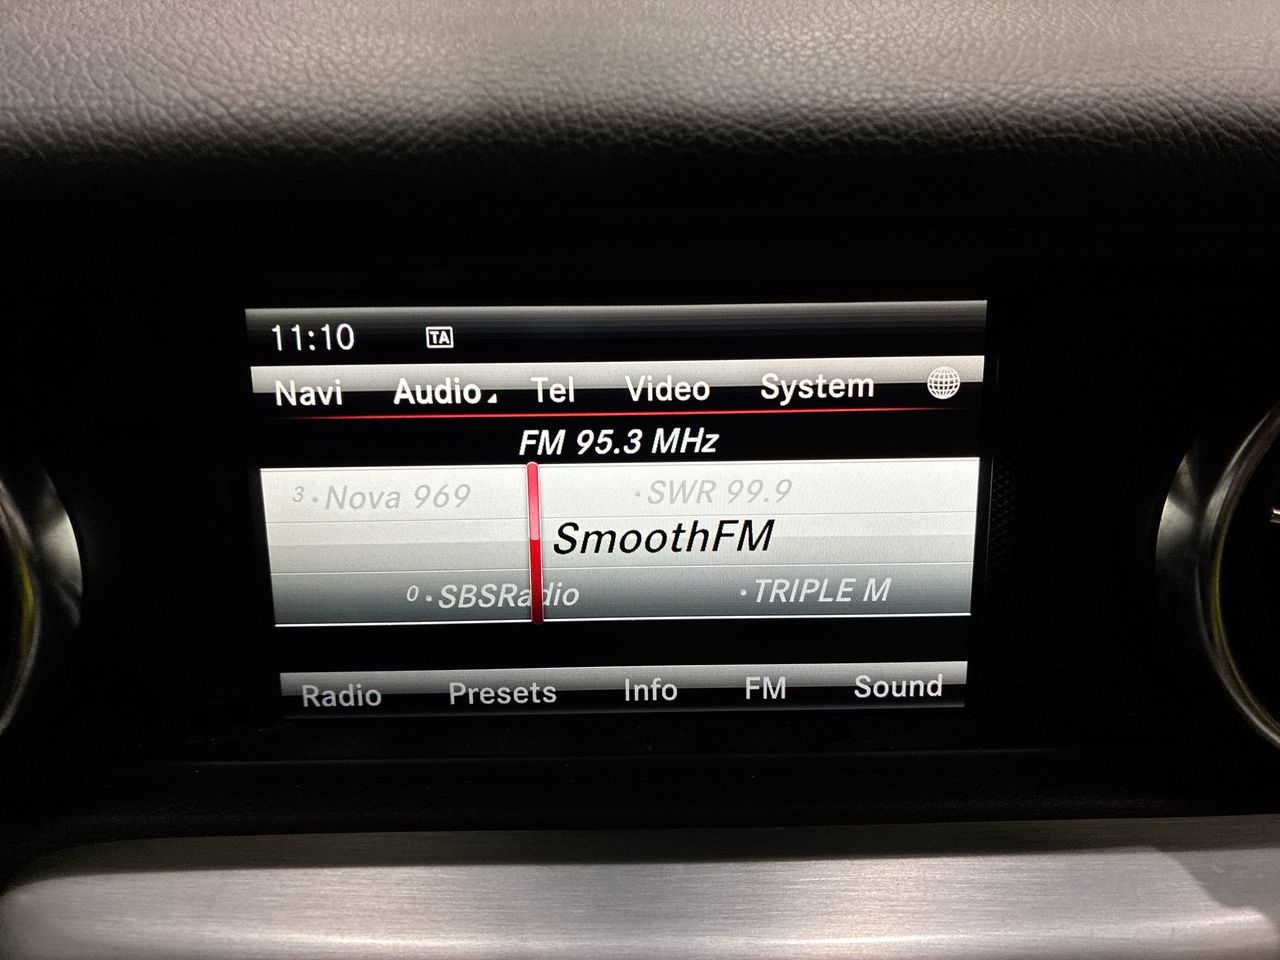 11:10 TA
Navi Audio Tel Video System
FM 95.3 MHz
3 · Nova 969 · SWR 99.9
SmoothFM
0 · SBSRadio · TRIPLE M
Radio Presets Info FM Sound